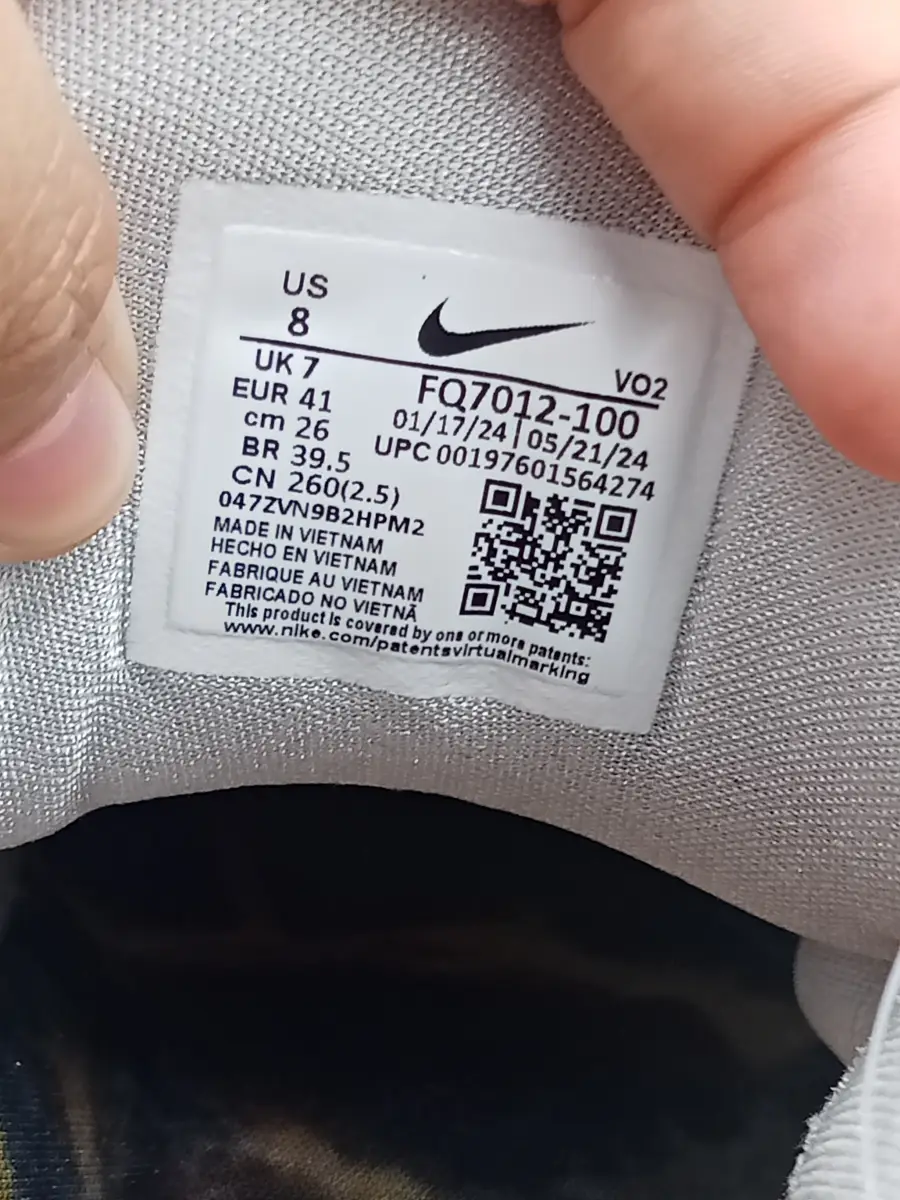 US
8
VO2
UK 7
EUR 41
cm 26
BR 39.5
CN 260(2.5)
FQ7012-100
01/17/24|05/21/24
UPC 00197601564274
047ZVN9B2HPM2
MADE IN VIETNAM
HECHO EN VIETNAM
FABRIQUE AU VIETNAM
FABRICADO NO VIETNÃ
This product is covered by one or more patents:
www.nike.com/patentsvirtualmarking